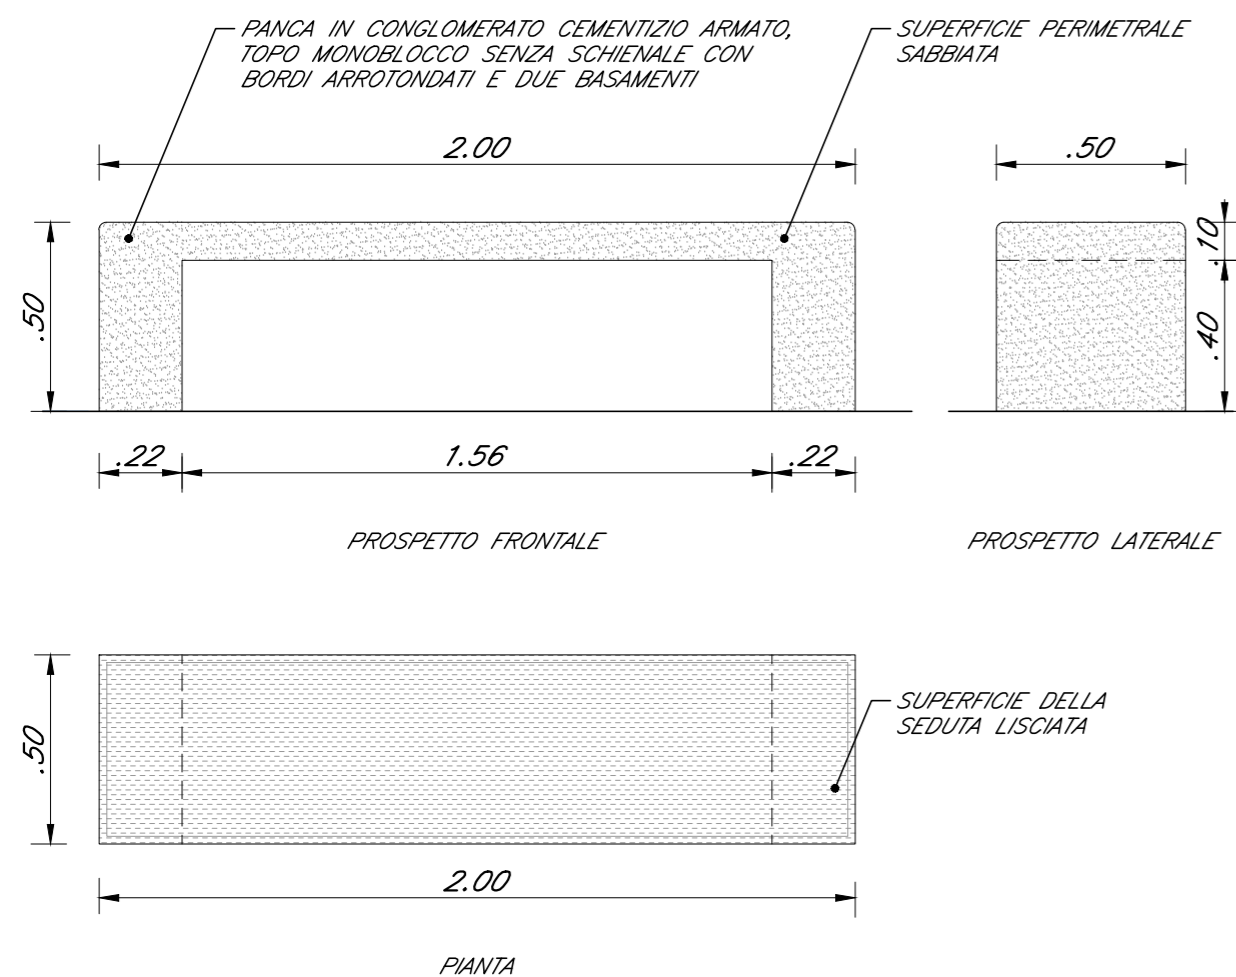 PANCA IN CONGLOMERATO CEMENTIZIO ARMATO,
TOPO MONOBLOCCO SENZA SCHIENALE CON
BORDI ARROTONDATI E DUE BASAMENTI
SUPERFICIE PERIMETRALE
SABBIATA
2.00
.50
.50
.10
.40
.22
1.56
.22
PROSPETTO FRONTALE
PROSPETTO LATERALE
.50
SUPERFICIE DELLA
SEDUTA LISCIATA
2.00
PIANTA